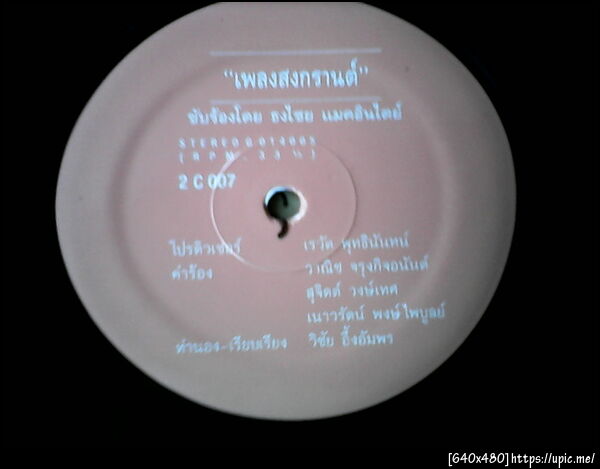 "เพลงสงกรานต์"
ขับร้องโดย ธงไชย แมคอินไตย์
STEREO 6014005
(RPM. 33 ⅓)
2 C 007
โปรดิวเซอร์ เรวัต พุทธินันทน์
คำร้อง วาณิช จรุงกิจอนันต์
สุจิตต์ วงษ์เทศ
เนาวรัตน์ พงษ์ไพบูลย์
ทำนอง-เรียบเรียง วิชัย อึ้งอัมพร
[640x480]https://upic.me/